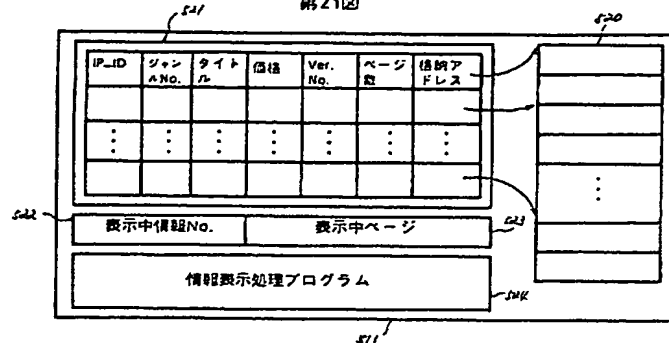 第21図
521
520
IP_ID ジャンルNo. タイトル 価格 Ver. No. ページ数 格納アドレス
522
表示中情報No. 表示中ページ
523
情報表示処理プログラム
524
511